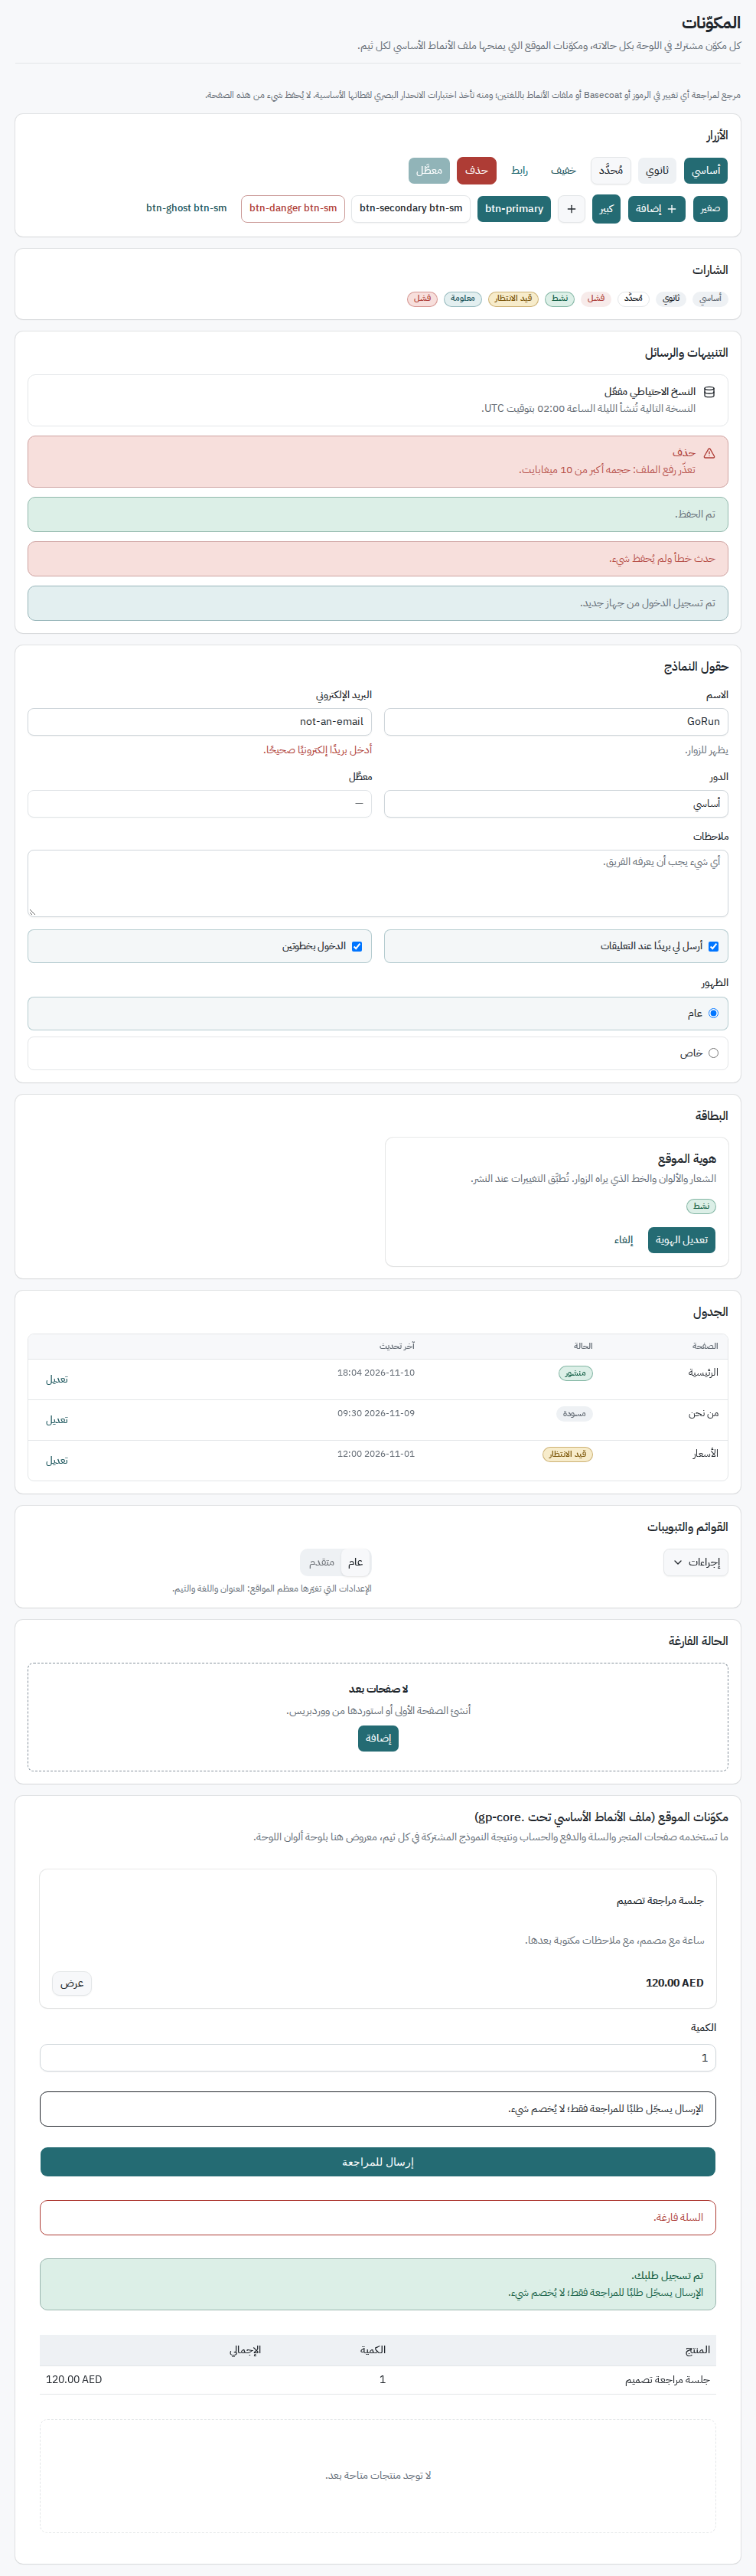 المكوّنات
كل مكوّن مشترك في اللوحة بكل حالاته، ومكوّنات الموقع التي يمنحها ملف الأنماط الأساسي لكل ثيم.
مرجع لمراجعة أي تغيير في الرموز أو Basecoat أو ملفات الأنماط باللغتين؛ ومنه تأخذ اختبارات الانحدار البصري لقطاتها الأساسية. لا يُحفظ شيء من هذه الصفحة.
الأزرار
أساسي ثانوي مُحدَّد خفيف رابط حذف معطَّل
صغير + إضافة كبير + btn-primary btn-secondary btn-sm btn-danger btn-sm btn-ghost btn-sm
الشارات
أساسي ثانوي مُحدَّد فشل نشط قيد الانتظار معلومة فشل
التنبيهات والرسائل
النسخ الاحتياطي مفعّل
النسخة التالية تُنشأ الليلة الساعة 02:00 بتوقيت UTC.
حذف
تعذّر رفع الملف: حجمه أكبر من 10 ميغابايت.
تم الحفظ.
حدث خطأ ولم يُحفظ شيء.
تم تسجيل الدخول من جهاز جديد.
حقول النماذج
الاسم البريد الإلكتروني
GoRun not-an-email
يظهر للزوار. أدخل بريدًا إلكترونيًا صحيحًا.
الدور معطَّل
أساسي —
ملاحظات
أي شيء يجب أن يعرفه الفريق.
أرسل لي بريدًا عند التعليقات الدخول بخطوتين
الظهور
عام
خاص
البطاقة
هوية الموقع
الشعار والألوان والخط الذي يراه الزوار. تُطبَّق التغييرات عند النشر.
نشط
تعديل الهوية إلغاء
الجدول
الصفحة الحالة آخر تحديث
الرئيسية منشور 2026-11-10 18:04 تعديل
من نحن مسودة 2026-11-09 09:30 تعديل
الأسعار قيد الانتظار 2026-11-01 12:00 تعديل
القوائم والتبويبات
إجراءات عام متقدم
الإعدادات التي تغيّرها معظم المواقع: العنوان واللغة والثيم.
الحالة الفارغة
لا صفحات بعد
أنشئ الصفحة الأولى أو استوردها من ووردبريس.
إضافة
مكوّنات الموقع (ملف الأنماط الأساسي تحت .gp-core)
ما تستخدمه صفحات المتجر والسلة والدفع والحساب ونتيجة النموذج المشتركة في كل ثيم، معروض هنا بلوحة ألوان اللوحة.
جلسة مراجعة تصميم
ساعة مع مصمم، مع ملاحظات مكتوبة بعدها.
120.00 AED عرض
الكمية
1
الإرسال يسجّل طلبًا للمراجعة فقط؛ لا يُخصم شيء.
إرسال للمراجعة
السلة فارغة.
تم تسجيل طلبك.
الإرسال يسجّل طلبًا للمراجعة فقط؛ لا يُخصم شيء.
المنتج الكمية الإجمالي
جلسة مراجعة تصميم 1 120.00 AED
لا توجد منتجات متاحة بعد.